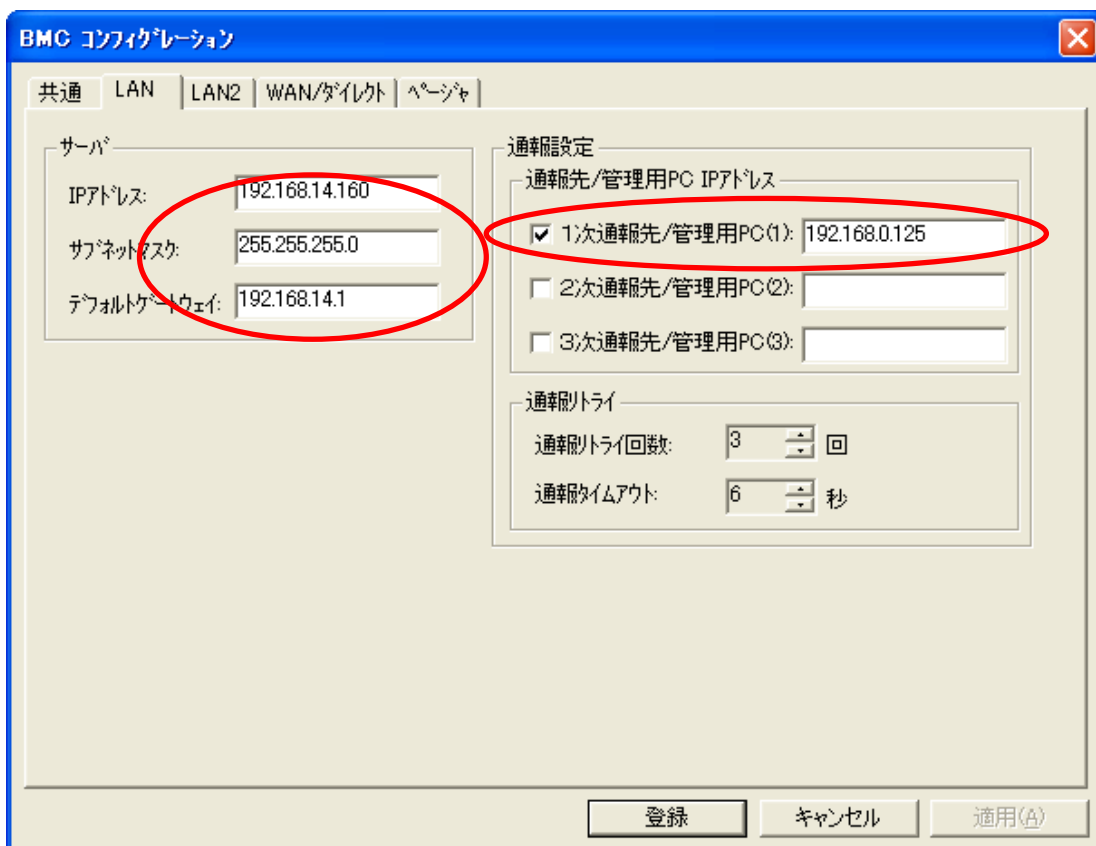 BMC ｺﾝﾌｨｸﾞﾚｰｼｮﾝ
共通 LAN LAN2 WAN/ﾀﾞｲﾚｸﾄ ﾍﾟｰｼﾞｬ
ｻｰﾊﾞ
IPｱﾄﾞﾚｽ: 192.168.14.160
ｻﾌﾞﾈｯﾄﾏｽｸ: 255.255.255.0
ﾃﾞﾌｫﾙﾄｹﾞｰﾄｳｪｲ: 192.168.14.1
通報設定
通報先/管理用PC IPｱﾄﾞﾚｽ
1)次通報先/管理用PC(1): 192.168.0.125
2)次通報先/管理用PC(2):
3)次通報先/管理用PC(3):
通報ﾘﾄﾗｲ
通報ﾘﾄﾗｲ回数: 3 回
通報ﾀｲﾑｱｳﾄ: 6 秒
登録 キャンセル 適用(A)